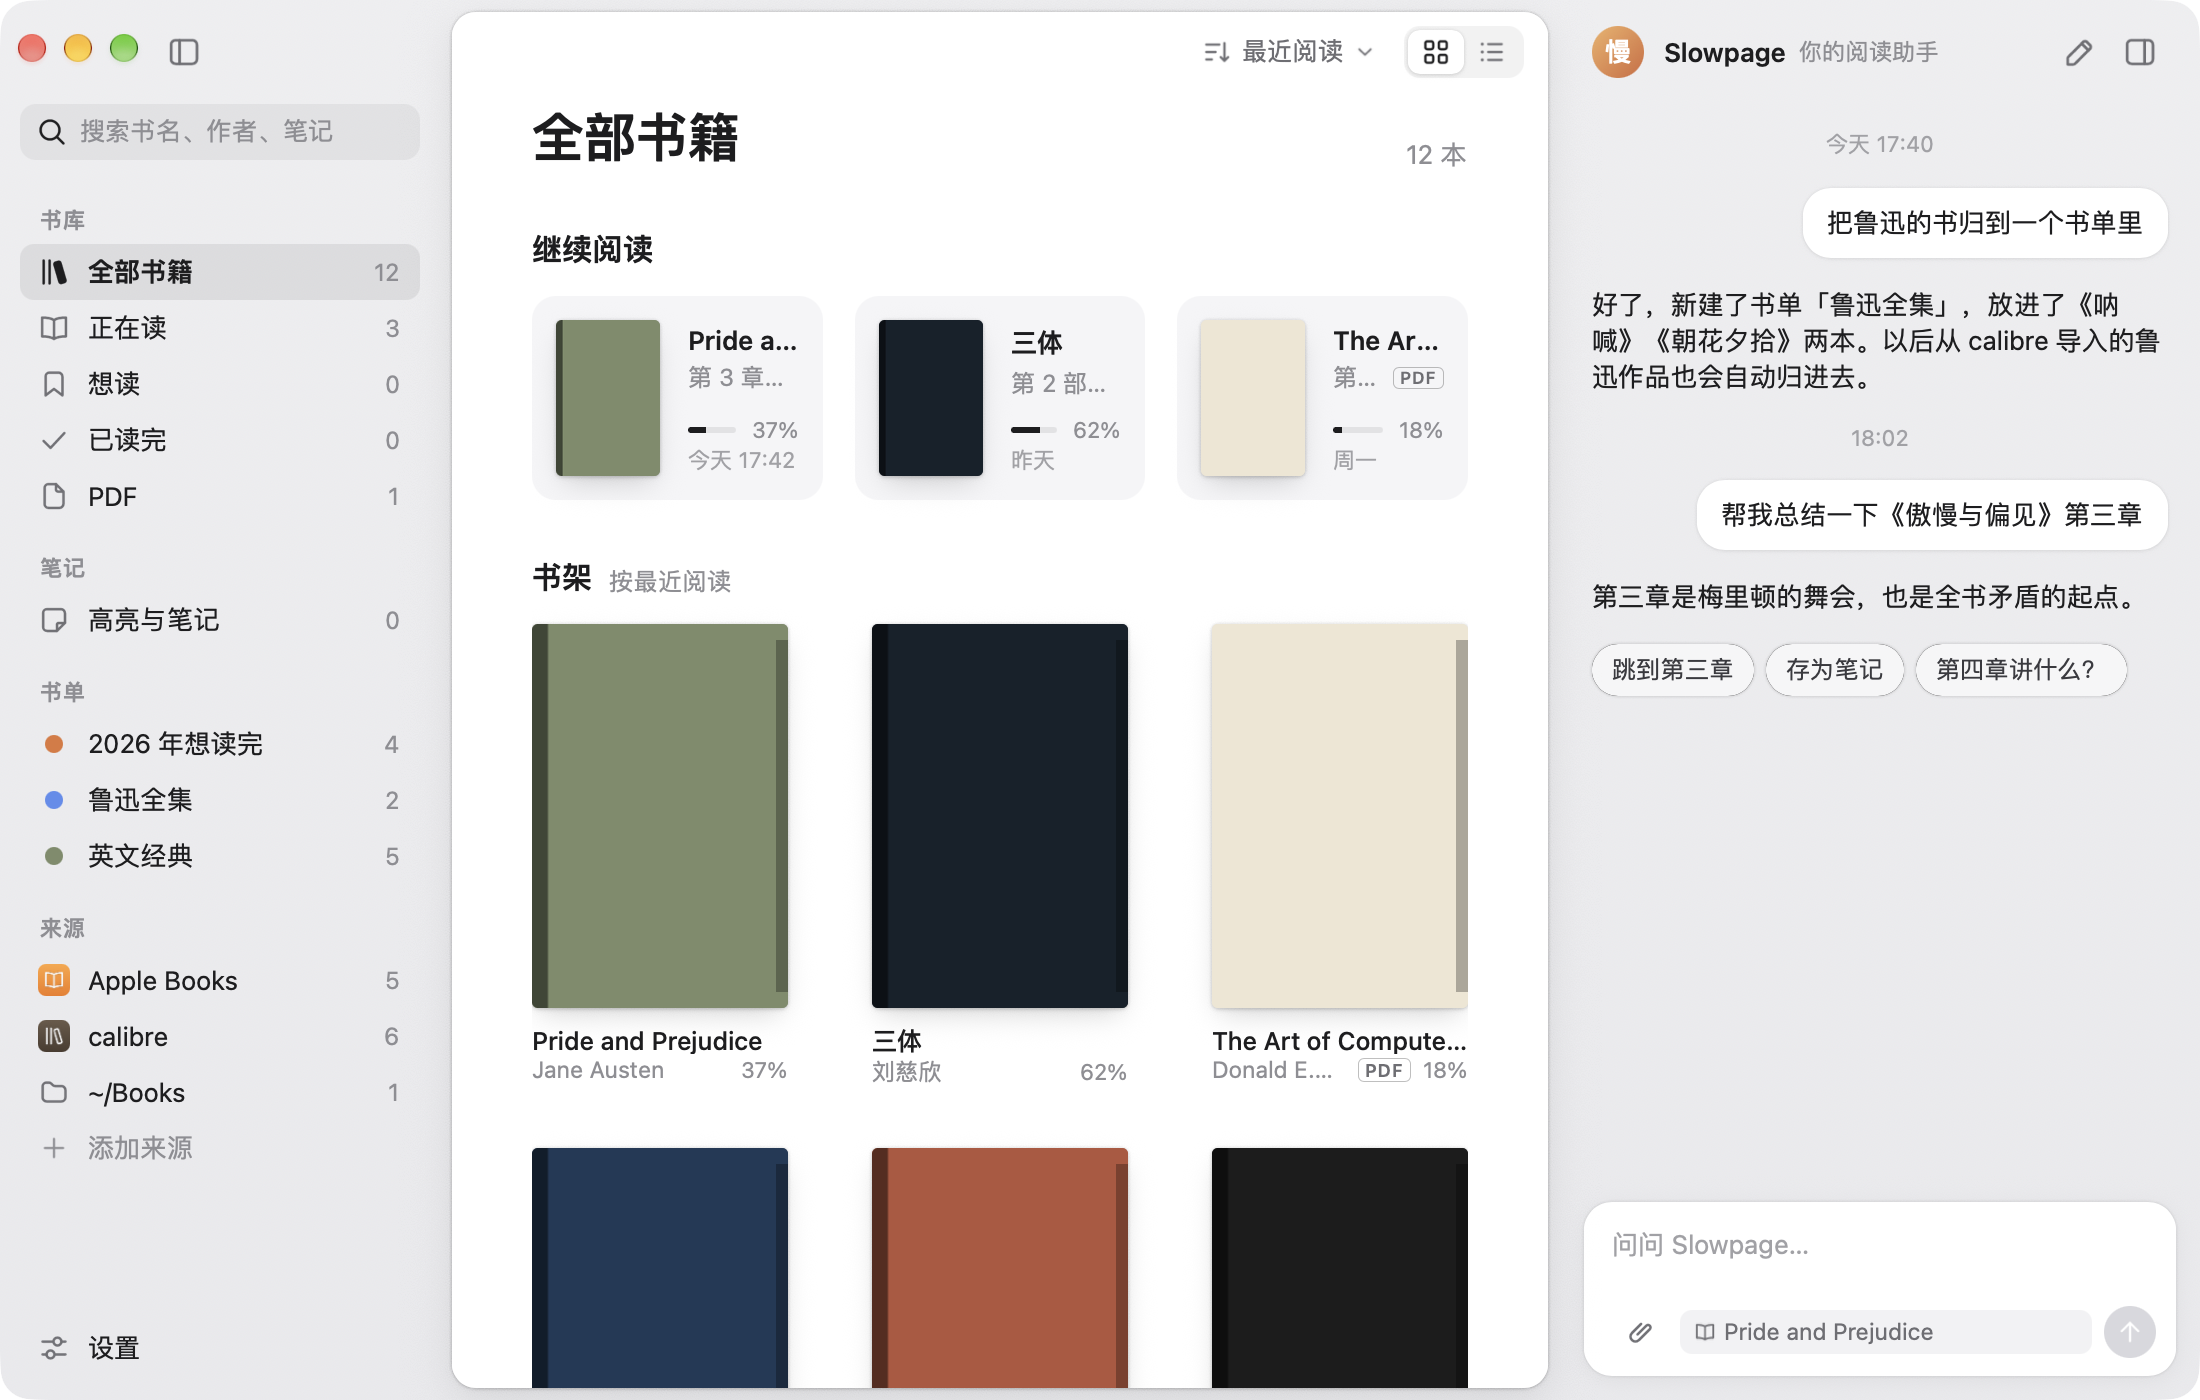 搜索书名、作者、笔记
书库
全部书籍 12
正在读 3
想读 0
已读完 0
PDF 1
笔记
高亮与笔记 0
书单
2026 年想读完 4
鲁迅全集 2
英文经典 5
来源
Apple Books 5
calibre 6
~/Books 1
添加来源
设置
最近阅读
全部书籍
12 本
继续阅读
Pride a...
第 3 章...
37%
今天 17:42
三体
第 2 部...
62%
昨天
The Ar...
第... PDF
18%
周一
书架 按最近阅读
Pride and Prejudice
Jane Austen 37%
三体
刘慈欣 62%
The Art of Compute...
Donald E.... PDF 18%
慢 Slowpage 你的阅读助手
今天 17:40
把鲁迅的书归到一个书单里
好了，新建了书单「鲁迅全集」，放进了《呐
喊》《朝花夕拾》两本。以后从 calibre 导入的鲁
迅作品也会自动归进去。
18:02
帮我总结一下《傲慢与偏见》第三章
第三章是梅里顿的舞会，也是全书矛盾的起点。
跳到第三章 存为笔记 第四章讲什么？
问问 Slowpage...
Pride and Prejudice